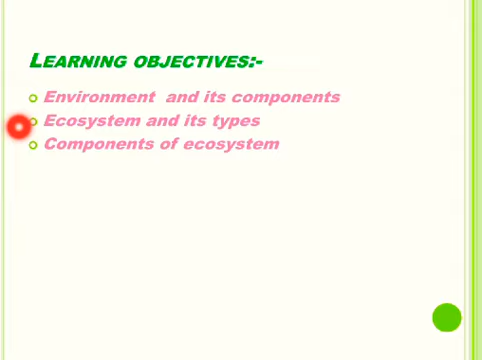 LEARNING OBJECTIVES:-
Environment and its components
Ecosystem and its types
Components of ecosystem